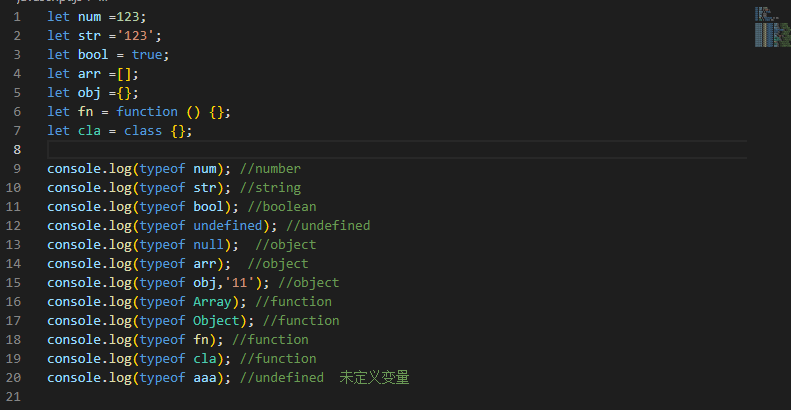 1 let num =123;
2 let str ='123';
3 let bool = true;
4 let arr =[];
5 let obj ={};
6 let fn = function () {};
7 let cla = class {};
8
9 console.log(typeof num); //number
10 console.log(typeof str); //string
11 console.log(typeof bool); //boolean
12 console.log(typeof undefined); //undefined
13 console.log(typeof null);  //object
14 console.log(typeof arr);  //object
15 console.log(typeof obj,'11'); //object
16 console.log(typeof Array); //function
17 console.log(typeof Object); //function
18 console.log(typeof fn); //function
19 console.log(typeof cla); //function
20 console.log(typeof aaa); //undefined  未定义变量
21